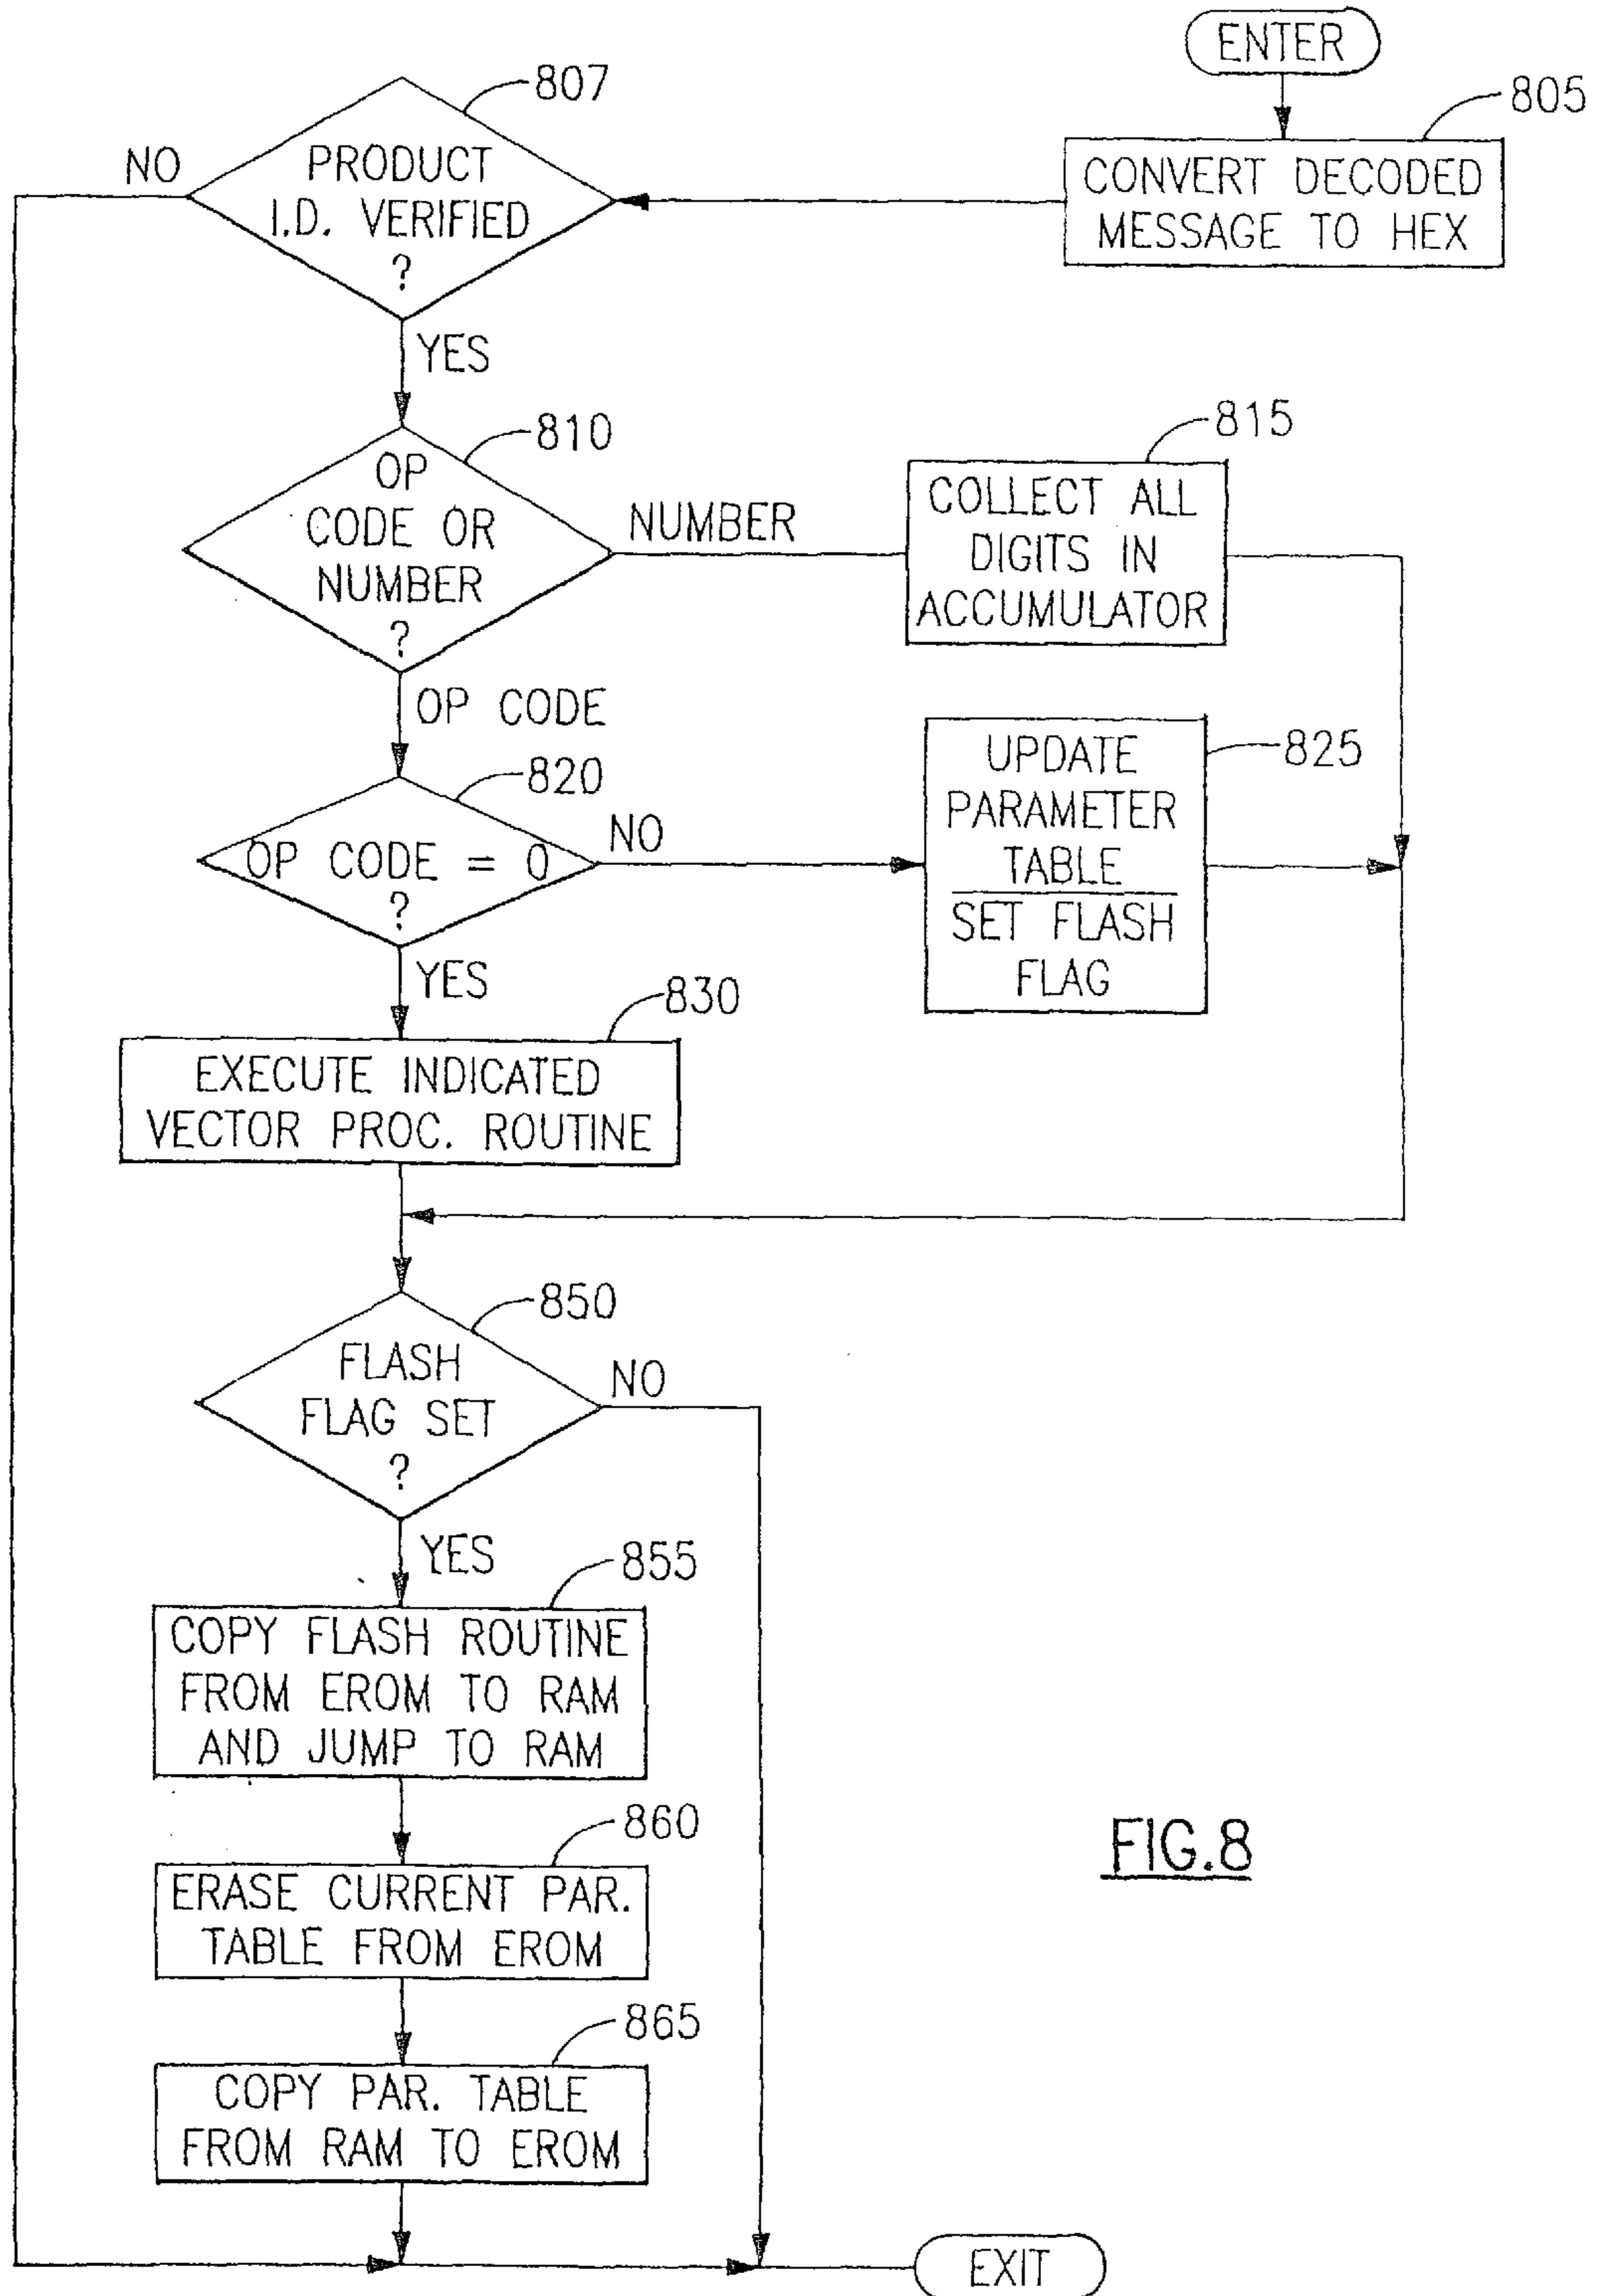 ENTER
805
CONVERT DECODED
MESSAGE TO HEX
807
PRODUCT
I.D. VERIFIED
?
NO
YES
810
OP
CODE OR
NUMBER
?
NUMBER
815
COLLECT ALL
DIGITS IN
ACCUMULATOR
OP CODE
820
OP CODE = 0
?
NO
825
UPDATE
PARAMETER
TABLE
SET FLASH
FLAG
YES
830
EXECUTE INDICATED
VECTOR PROC. ROUTINE
850
FLASH
FLAG SET
?
NO
YES
855
COPY FLASH ROUTINE
FROM EROM TO RAM
AND JUMP TO RAM
860
ERASE CURRENT PAR.
TABLE FROM EROM
865
COPY PAR. TABLE
FROM RAM TO EROM
EXIT
FIG.8